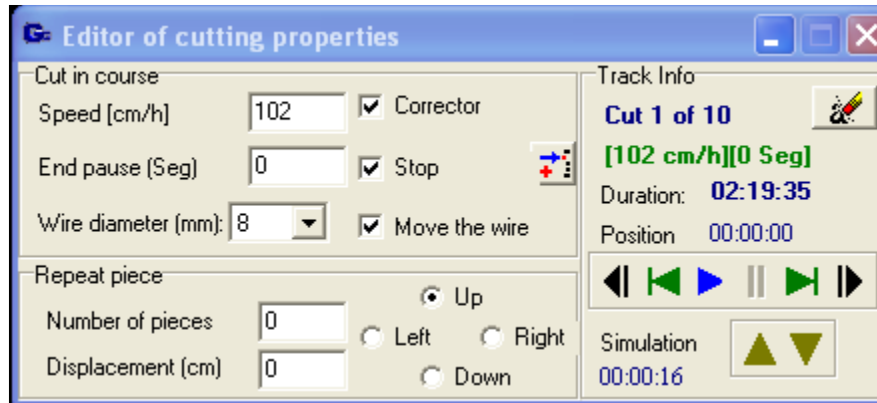 Editor of cutting properties
Cut in course
Speed [cm/h] 102 Corrector
End pause (Seg) 0 Stop
Wire diameter (mm): 8 Move the wire
Repeat piece
Number of pieces 0
Displacement (cm) 0
Up
Left Right
Down
Track Info
Cut 1 of 10
[102 cm/h][0 Seg]
Duration: 02:19:35
Position 00:00:00
Simulation
00:00:16